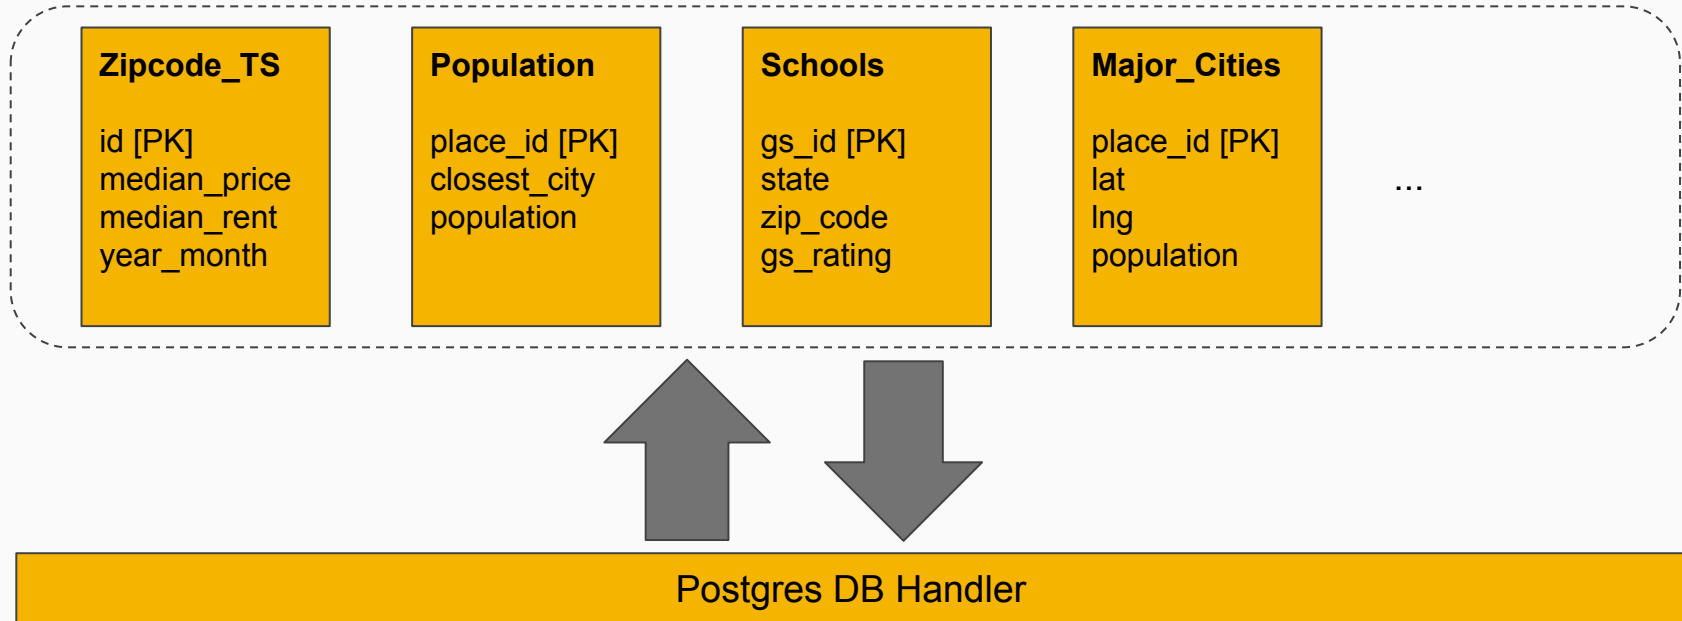 Zipcode_TS
id [PK]
median_price
median_rent
year_month
Population
place_id [PK]
closest_city
population
Schools
gs_id [PK]
state
zip_code
gs_rating
Major_Cities
place_id [PK]
lat
lng
population
...
Postgres DB Handler